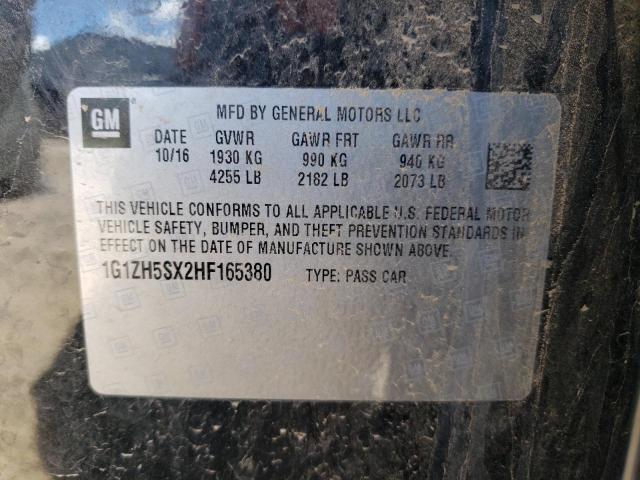 GM
MFD BY GENERAL MOTORS LLC
DATE GVWR GAWR FRT GAWR RR
10/16 1930 KG 990 KG 940 KG
4255 LB 2182 LB 2073 LB
THIS VEHICLE CONFORMS TO ALL APPLICABLE U.S. FEDERAL MOTOR
VEHICLE SAFETY, BUMPER, AND THEFT PREVENTION STANDARDS IN
EFFECT ON THE DATE OF MANUFACTURE SHOWN ABOVE.
1G1ZH5SX2HF165380 TYPE: PASS CAR